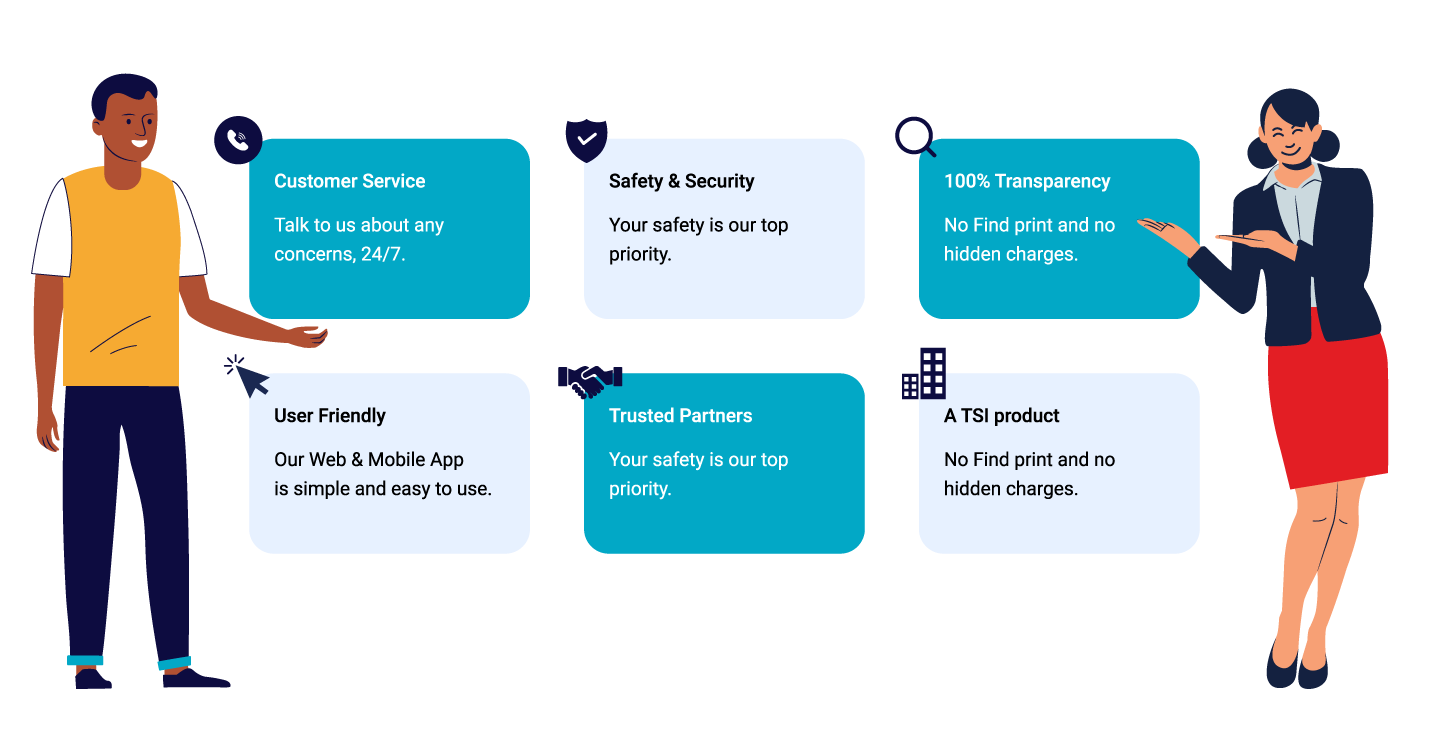 Customer Service
Talk to us about any
concerns, 24/7.
Safety & Security
Your safety is our top
priority.
100% Transparency
No Find print and no
hidden charges.
User Friendly
Our Web & Mobile App
is simple and easy to use.
Trusted Partners
Your safety is our top
priority.
A TSI product
No Find print and no
hidden charges.